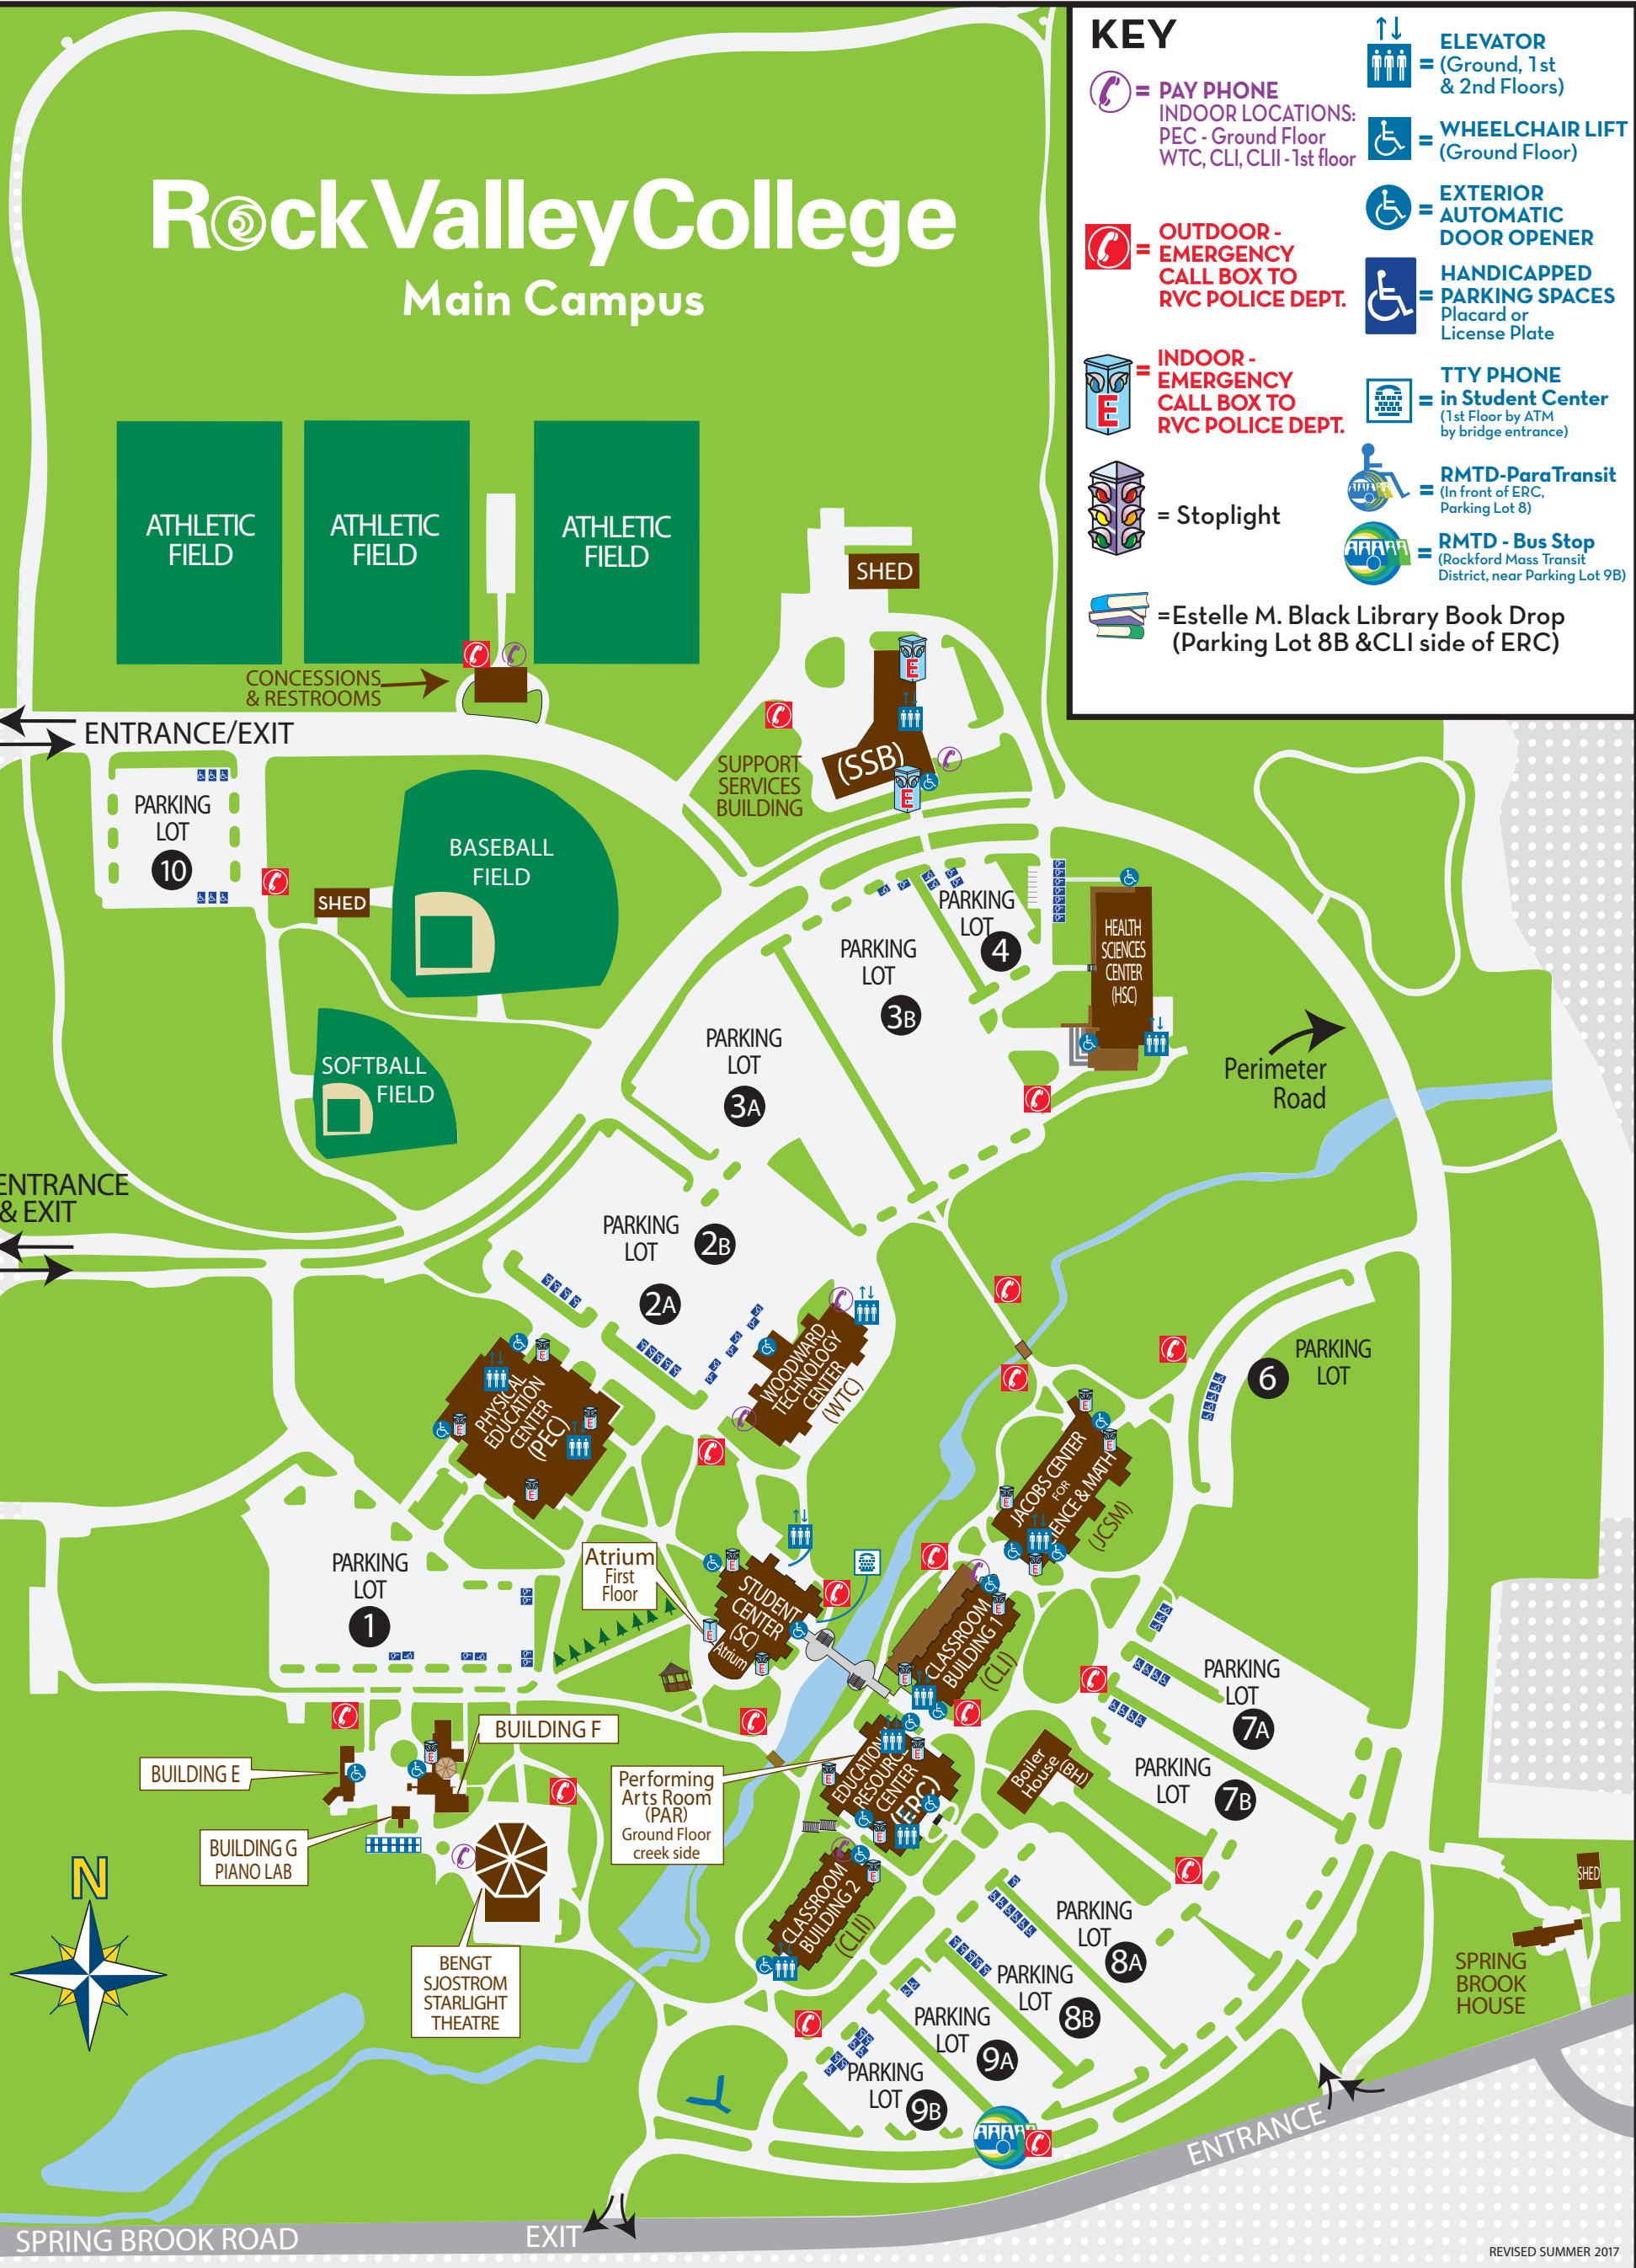 RockValleyCollege
Main Campus
KEY
= PAY PHONE
INDOOR LOCATIONS:
PEC - Ground Floor
WTC, CLI, CLII - 1st floor
= OUTDOOR -
EMERGENCY
CALL BOX TO
RVC POLICE DEPT.
= INDOOR -
EMERGENCY
CALL BOX TO
RVC POLICE DEPT.
E
= Stoplight
=Estelle M. Black Library Book Drop
(Parking Lot 8B &CLI side of ERC)
ELEVATOR
= (Ground, 1st
& 2nd Floors)
= WHEELCHAIR LIFT
(Ground Floor)
EXTERIOR
= AUTOMATIC
DOOR OPENER
HANDICAPPED
= PARKING SPACES
Placard or
License Plate
TTY PHONE
= in Student Center
(1st Floor by ATM
by bridge entrance)
RMTD-ParaTransit
= (In front of ERC,
Parking Lot 8)
RMTD - Bus Stop
= (Rockford Mass Transit
District, near Parking Lot 9B)
ATHLETIC
FIELD
ATHLETIC
FIELD
ATHLETIC
FIELD
SHED
CONCESSIONS
& RESTROOMS
ENTRANCE/EXIT
E
(SSB)
E
SUPPORT
SERVICES
BUILDING
PARKING
LOT
10
SHED
BASEBALL
FIELD
SOFTBALL
FIELD
PARKING
LOT
4
PARKING
LOT
3B
PARKING
LOT
3A
HEALTH
SCIENCES
CENTER
(HSC)
Perimeter
Road
ENTRANCE
& EXIT
PARKING
LOT
2B
2A
WOODWARD
TECHNOLOGY
CENTER
(WTC)
PHYSICAL
EDUCATION
CENTER
(PEC)
E
E
E
E
PARKING
LOT
6
JACOBS CENTER
FOR
IENCE & MATH
(JCSM)
E
E
E
E
PARKING
LOT
1
Atrium
First
Floor
STUDENT
CENTER
(SC)
Atrium
E
E
E
CLASSROOM
BUILDING 1
(CLI)
E
E
PARKING
LOT
7A
PARKING
LOT
7B
BUILDING F
BUILDING E
E
BUILDING G
PIANO LAB
Performing
Arts Room
(PAR)
Ground Floor
creek side
EDUCATION
RESOURCE
CENTER
(ERC)
E
E
E
Boiler
House (BH)
CLASSROOM
BUILDING 2
(CLII)
E
N
BENGT
SJOSTROM
STARLIGHT
THEATRE
PARKING
LOT
8A
PARKING
LOT
8B
PARKING
LOT
9A
PARKING
LOT
9B
SHED
SPRING
BROOK
HOUSE
ENTRANCE
SPRING BROOK ROAD
EXIT
REVISED SUMMER 2017